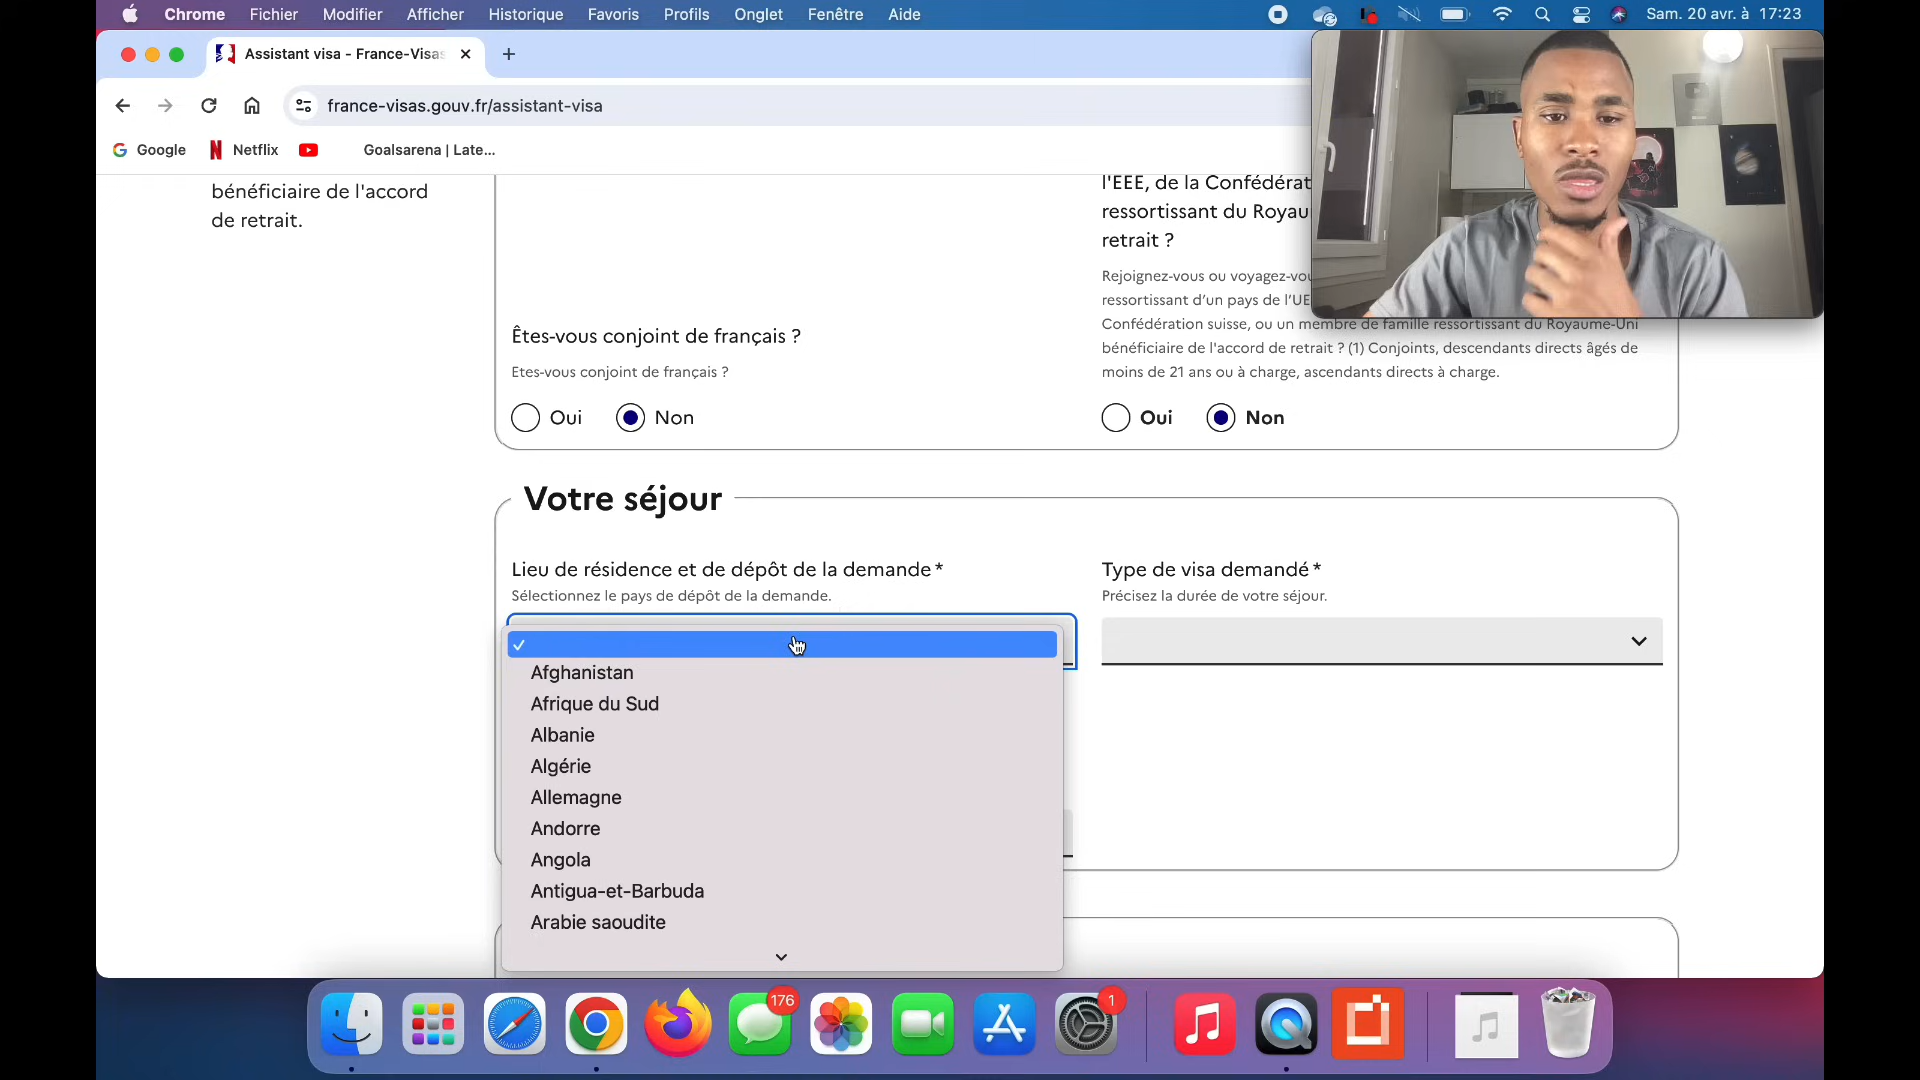 Chrome Fichier Modifier Afficher Historique Favoris Profils Onglet Fenêtre Aide Sam. 20 avr. à 17:23
Assistant visa - France-Visas
france-visas.gouv.fr/assistant-visa
Google Netflix Goalsarena | Late...
bénéficiaire de l'accord
de retrait.
l'EEE, de la Confédérat
ressortissant du Royau
retrait ?
Rejoignez-vous ou voyagez-vou
ressortissant d'un pays de l'UE
Confédération suisse, ou un membre de famille ressortissant du Royaume-Uni
bénéficiaire de l'accord de retrait ? (1) Conjoints, descendants directs âgés de
moins de 21 ans ou à charge, ascendants directs à charge.
Êtes-vous conjoint de français ?
Etes-vous conjoint de français ?
Oui Non
Oui Non
Votre séjour
Lieu de résidence et de dépôt de la demande*
Sélectionnez le pays de dépôt de la demande.
Type de visa demandé*
Précisez la durée de votre séjour.
Afghanistan
Afrique du Sud
Albanie
Algérie
Allemagne
Andorre
Angola
Antigua-et-Barbuda
Arabie saoudite
176
1